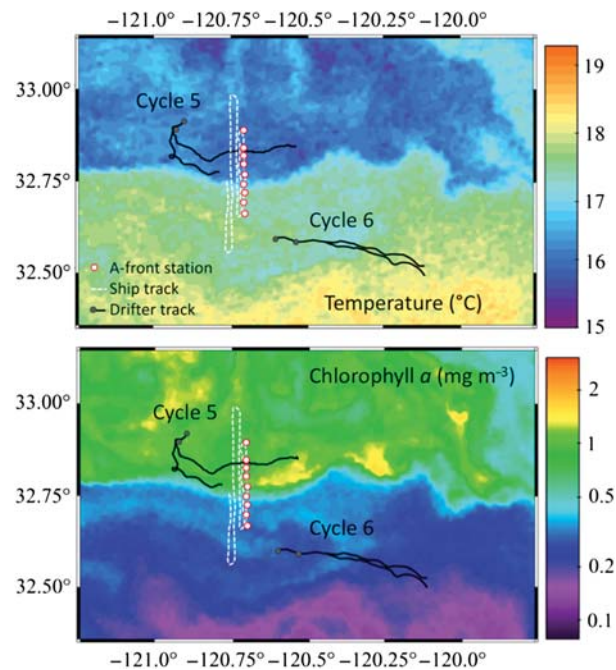 −121.0° −120.75° −120.5° −120.25° −120.0°
33.00°
32.75°
32.50°
Cycle 5
Cycle 6
A-front station
Ship track
Drifter track
Temperature (°C)
19
18
17
16
15
Chlorophyll a (mg m⁻³)
33.00°
32.75°
32.50°
Cycle 5
Cycle 6
2
1
0.5
0.2
0.1
−121.0° −120.75° −120.5° −120.25° −120.0°